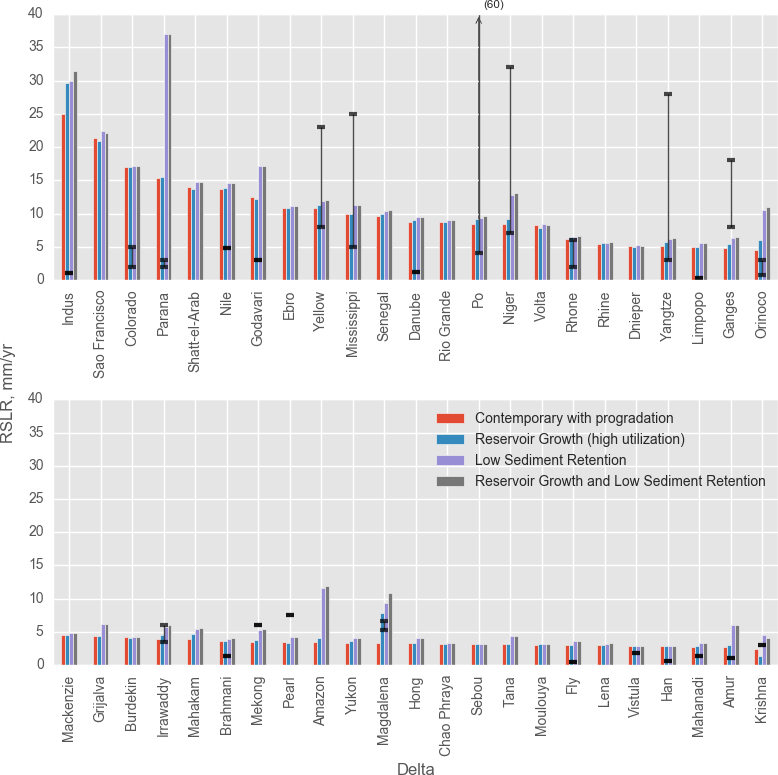 (60)
40
35
30
25
20
15
10
5
0
Indus
Sao Francisco
Colorado
Parana
Shatt-el-Arab
Nile
Godavari
Ebro
Yellow
Mississippi
Senegal
Danube
Rio Grande
Po
Niger
Volta
Rhone
Rhine
Dnieper
Yangtze
Limpopo
Ganges
Orinoco
RSLR, mm/yr
40
35
30
25
20
15
10
5
0
Contemporary with progradation
Reservoir Growth (high utilization)
Low Sediment Retention
Reservoir Growth and Low Sediment Retention
Mackenzie
Grijalva
Burdekin
Irrawaddy
Mahakam
Brahmani
Mekong
Pearl
Amazon
Yukon
Magdalena
Hong
Chao Phraya
Sebou
Tana
Moulouya
Fly
Lena
Vistula
Han
Mahanadi
Amur
Krishna
Delta